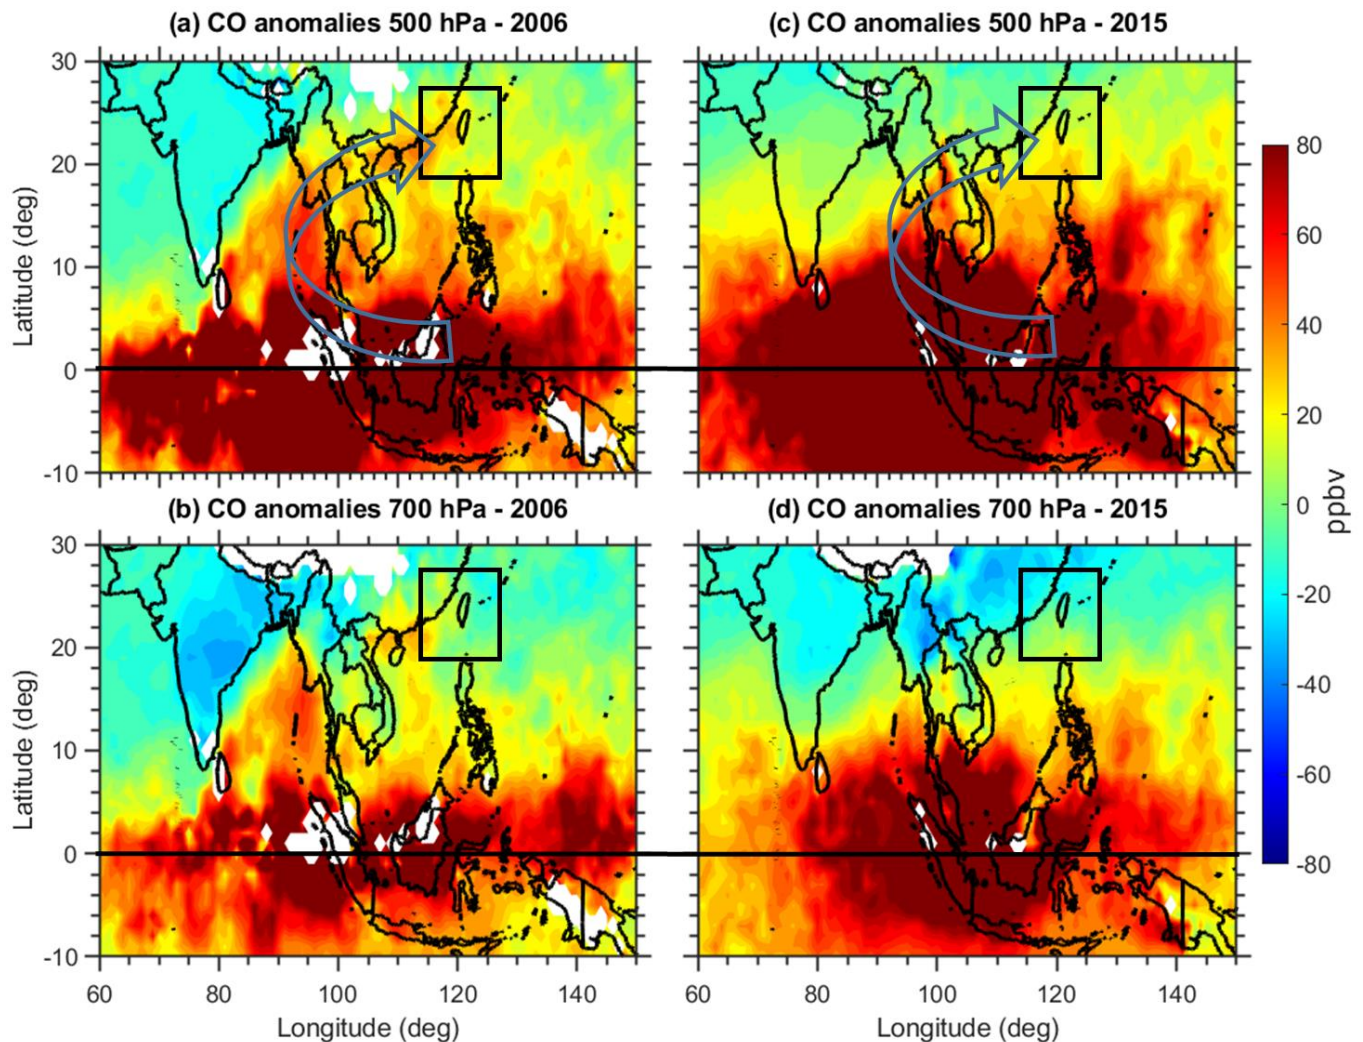 (a) CO anomalies 500 hPa - 2006
(c) CO anomalies 500 hPa - 2015
30
20
10
0
-10
Latitude (deg)
80
60
40
20
0
-20
-40
-60
-80
ppbv
(b) CO anomalies 700 hPa - 2006
(d) CO anomalies 700 hPa - 2015
30
20
10
0
-10
Latitude (deg)
60 80 100 120 140
60 80 100 120 140
Longitude (deg)
Longitude (deg)